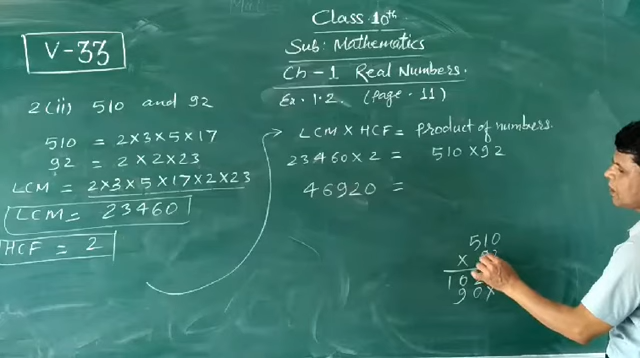 Class 10th
Sub: Mathematics
Ch-1 Real Numbers.
Ex. 1.2. (page - 11)
V-33
2(ii) 510 and 92
510 = 2×3×5×17
92 = 2×2×23
LCM = 2×3×5×17×2×23
LCM = 23460
HCF = 2
→ LCM × HCF = product of numbers.
23460×2 = 510×92
46920 =
510
×
10
90×